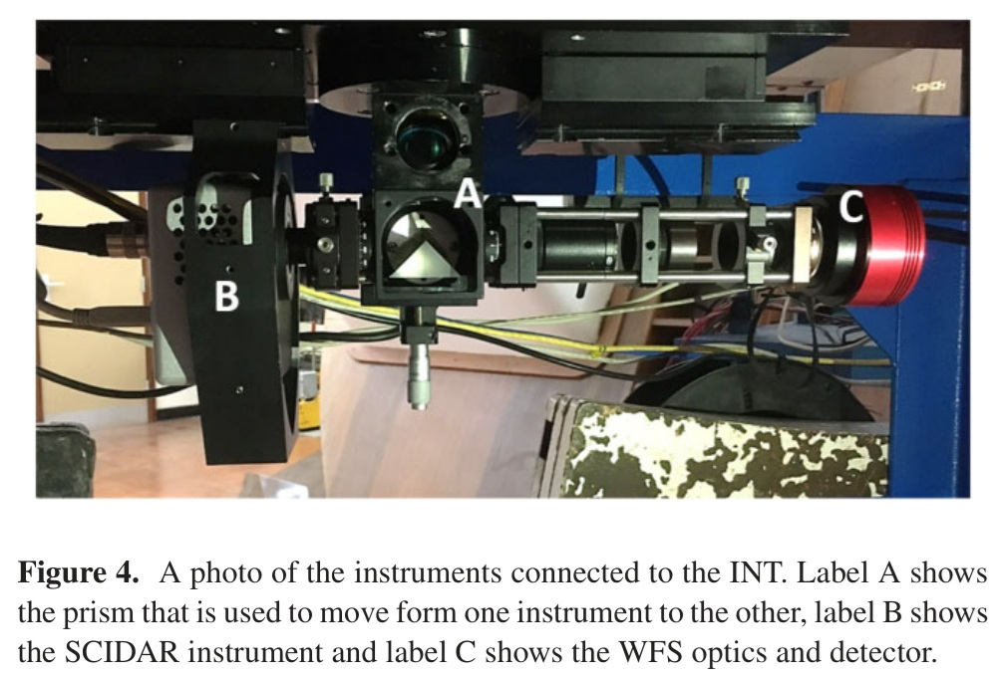 A
C
B
Figure 4. A photo of the instruments connected to the INT. Label A shows
the prism that is used to move form one instrument to the other, label B shows
the SCIDAR instrument and label C shows the WFS optics and detector.